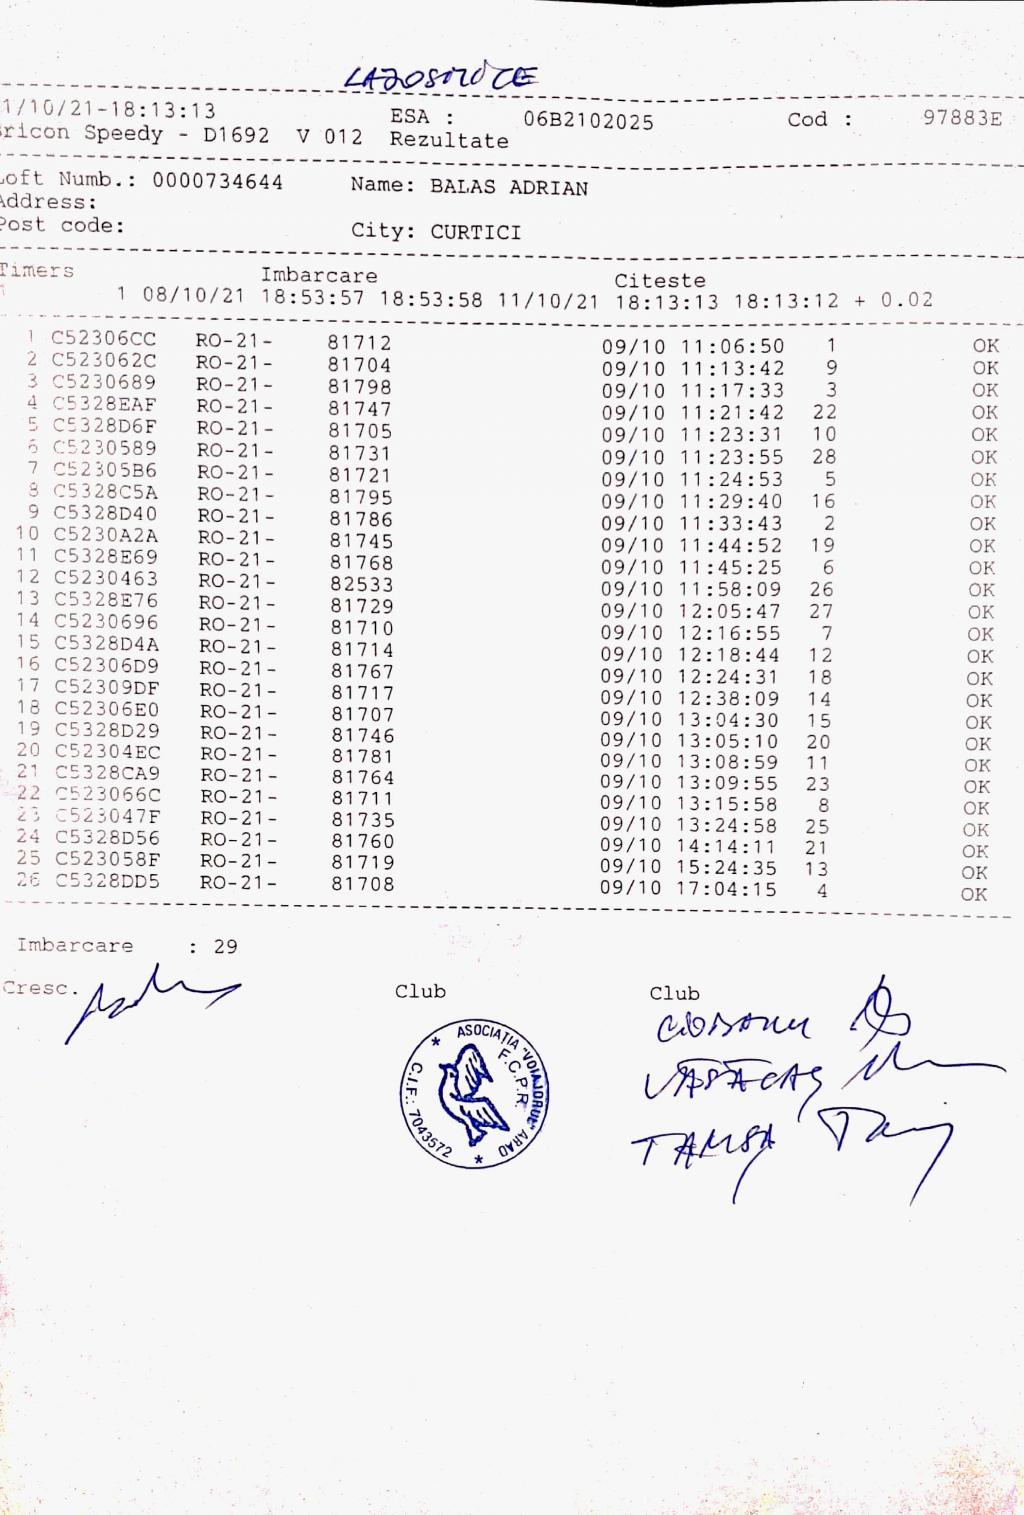 1/10/21-18:13:13 ESA : 06B2102025 Cod : 97883E
Bricon Speedy - D1692 V 012 Rezultate
Loft Numb.: 0000734644 Name: BALAS ADRIAN
Address:
Post code: City: CURTICI
Timers Imbarcare Citeste
1 1 08/10/21 18:53:57 18:53:58 11/10/21 18:13:13 18:13:12 + 0.02
1 C52306CC RO-21- 81712 09/10 11:06:50 1 OK
2 C523062C RO-21- 81704 09/10 11:13:42 9 OK
3 C5230689 RO-21- 81798 09/10 11:17:33 3 OK
4 C5328EAF RO-21- 81747 09/10 11:21:42 22 OK
5 C5328D6F RO-21- 81705 09/10 11:23:31 10 OK
6 C5230589 RO-21- 81731 09/10 11:23:55 28 OK
7 C52305B6 RO-21- 81721 09/10 11:24:53 5 OK
8 C5328C5A RO-21- 81795 09/10 11:29:40 16 OK
9 C5328D40 RO-21- 81786 09/10 11:33:43 2 OK
10 C5230A2A RO-21- 81745 09/10 11:44:52 19 OK
11 C5328E69 RO-21- 81768 09/10 11:45:25 6 OK
12 C5230463 RO-21- 82533 09/10 11:58:09 26 OK
13 C5328E76 RO-21- 81729 09/10 12:05:47 27 OK
14 C5230696 RO-21- 81710 09/10 12:16:55 7 OK
15 C5328D4A RO-21- 81714 09/10 12:18:44 12 OK
16 C52306D9 RO-21- 81767 09/10 12:24:31 18 OK
17 C52309DF RO-21- 81717 09/10 12:38:09 14 OK
18 C52306E0 RO-21- 81707 09/10 13:04:30 15 OK
19 C5328D29 RO-21- 81746 09/10 13:05:10 20 OK
20 C52304EC RO-21- 81781 09/10 13:08:59 11 OK
21 C5328CA9 RO-21- 81764 09/10 13:09:55 23 OK
22 C523066C RO-21- 81711 09/10 13:15:58 8 OK
23 C523047F RO-21- 81735 09/10 13:24:58 25 OK
24 C5328D56 RO-21- 81760 09/10 14:14:11 21 OK
25 C523058F RO-21- 81719 09/10 15:24:35 13 OK
26 C5328DD5 RO-21- 81708 09/10 17:04:15 4 OK
Imbarcare : 29
Cresc. Club Club
ASOCIAȚIA "VOIAJORUL" ARAD
F.C.P.R.
C.I.F.: 7043572